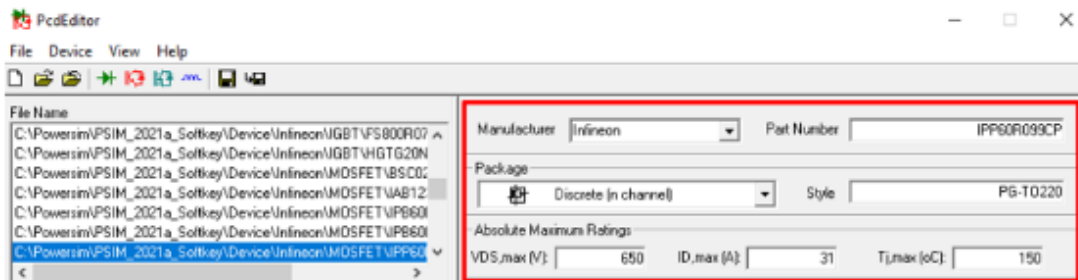 PcdEditor
File Device View Help
File Name
C:\Powersim\PSIM_2021a_Softkey\Device\Infineon\IGBT\FS800R07
C:\Powersim\PSIM_2021a_Softkey\Device\Infineon\IGBT\HGTG20N
C:\Powersim\PSIM_2021a_Softkey\Device\Infineon\MOSFET\BSC02
C:\Powersim\PSIM_2021a_Softkey\Device\Infineon\MOSFET\IAB12
C:\Powersim\PSIM_2021a_Softkey\Device\Infineon\MOSFET\IPB60
C:\Powersim\PSIM_2021a_Softkey\Device\Infineon\MOSFET\IPB60
C:\Powersim\PSIM_2021a_Softkey\Device\Infineon\MOSFET\IPP60
Manufacturer Infineon Part Number IPP60R099CP
Package
Discrete (n channel) Style PG-TO220
Absolute Maximum Ratings
VDS,max (V): 650 ID,max (A): 31 Tj,max (oC): 150